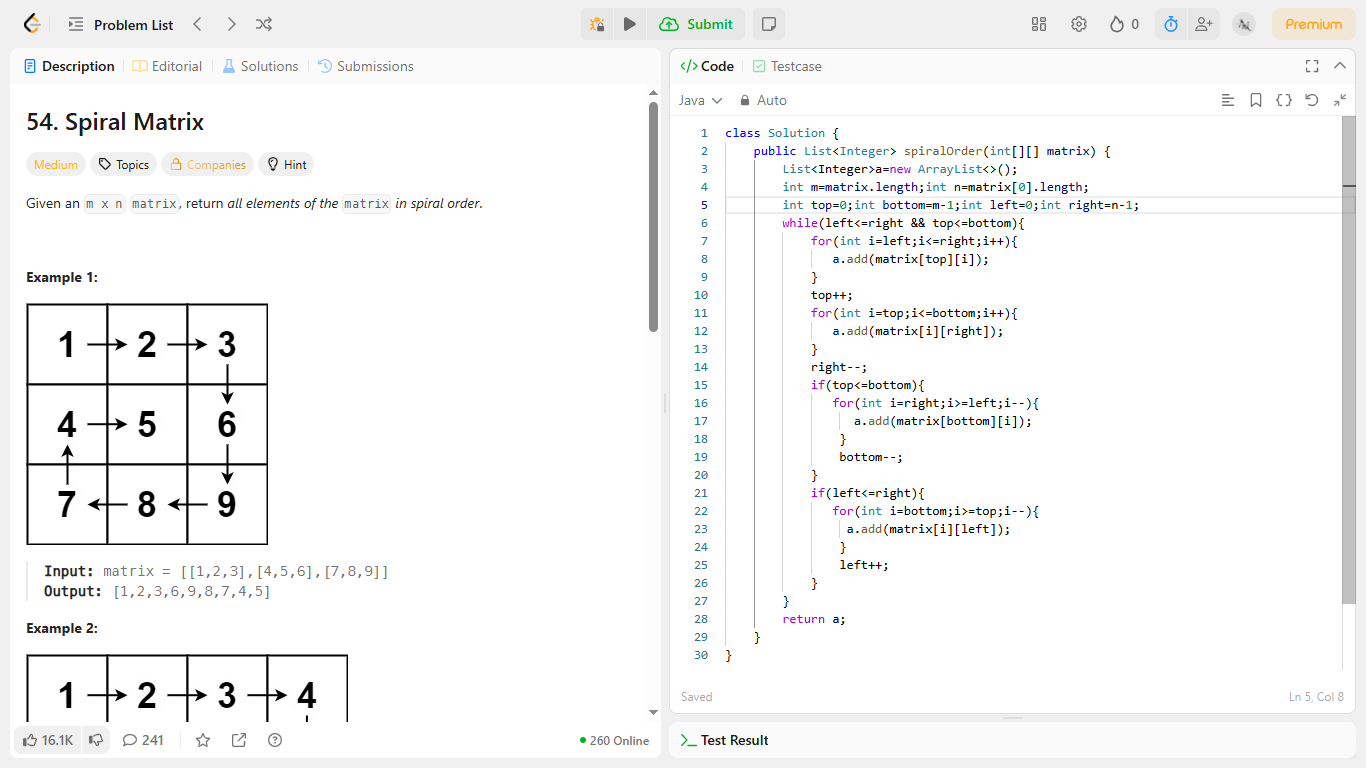 Problem List
Submit
0
Premium
Description
Editorial
Solutions
Submissions
54. Spiral Matrix
Medium
Topics
Companies
Hint
Given an m x n matrix, return all elements of the matrix in spiral order.
Example 1:
1 2 3
4 5 6
7 8 9
Input: matrix = [[1,2,3],[4,5,6],[7,8,9]]
Output: [1,2,3,6,9,8,7,4,5]
Example 2:
1 2 3 4
16.1K
241
260 Online
</> Code
Testcase
Java
Auto
1 class Solution {
2 public List<Integer> spiralOrder(int[][] matrix) {
3 List<Integer>a=new ArrayList<>();
4 int m=matrix.length;int n=matrix[0].length;
5 int top=0;int bottom=m-1;int left=0;int right=n-1;
6 while(left<=right && top<=bottom){
7 for(int i=left;i<=right;i++){
8 a.add(matrix[top][i]);
9 }
10 top++;
11 for(int i=top;i<=bottom;i++){
12 a.add(matrix[i][right]);
13 }
14 right--;
15 if(top<=bottom){
16 for(int i=right;i>=left;i--){
17 a.add(matrix[bottom][i]);
18 }
19 bottom--;
20 }
21 if(left<=right){
22 for(int i=bottom;i>=top;i--){
23 a.add(matrix[i][left]);
24 }
25 left++;
26 }
27 }
28 return a;
29 }
30 }
Saved
Ln 5, Col 8
Test Result